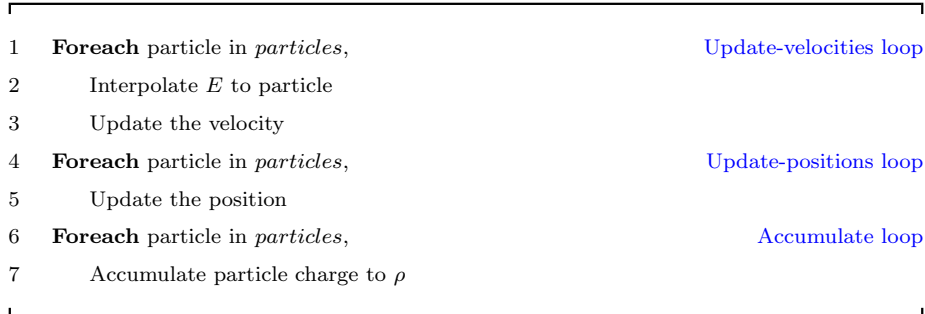 1 Foreach particle in particles, Update-velocities loop
2 Interpolate E to particle
3 Update the velocity
4 Foreach particle in particles, Update-positions loop
5 Update the position
6 Foreach particle in particles, Accumulate loop
7 Accumulate particle charge to ρ